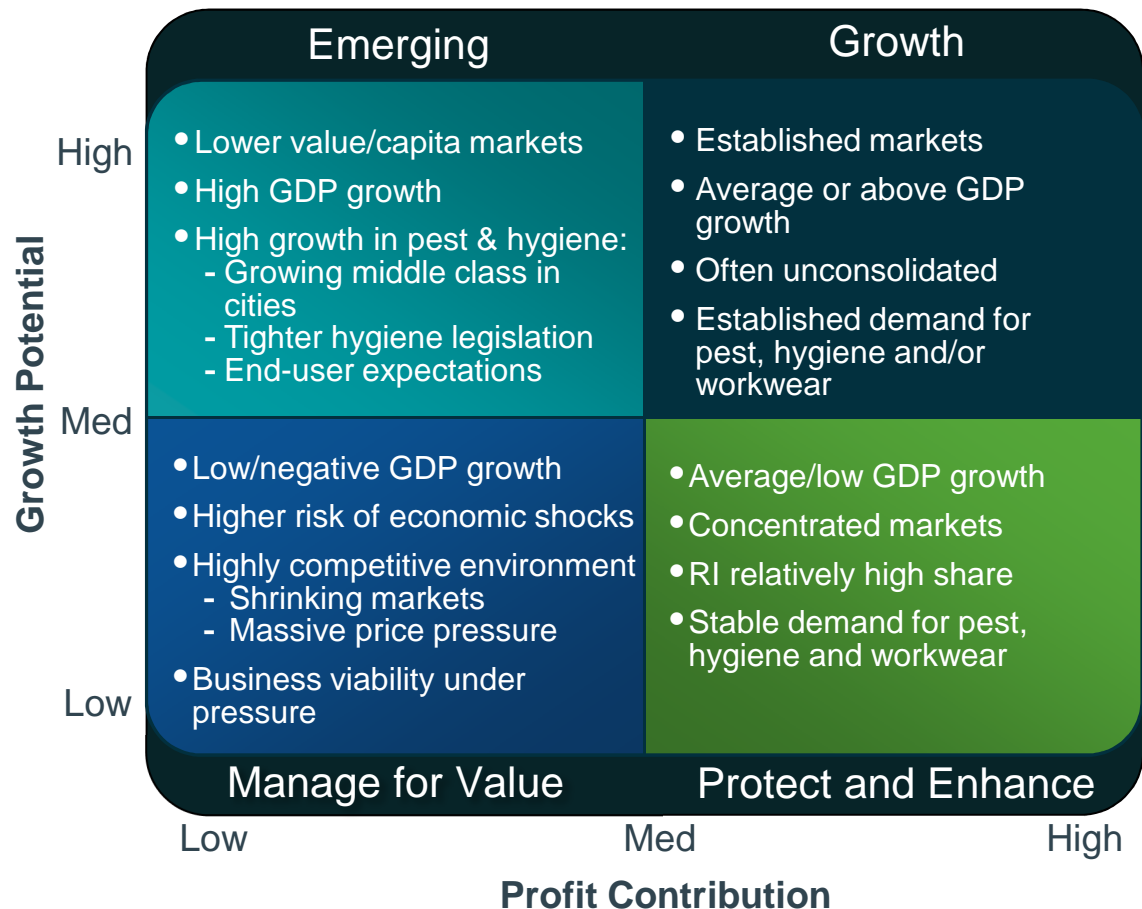 Emerging
Growth
Growth Potential
High
Med
Low
• Lower value/capita markets
• High GDP growth
• High growth in pest & hygiene:
- Growing middle class in
cities
- Tighter hygiene legislation
- End-user expectations
• Established markets
• Average or above GDP
growth
• Often unconsolidated
• Established demand for
pest, hygiene and/or
workwear
• Low/negative GDP growth
• Higher risk of economic shocks
• Highly competitive environment
- Shrinking markets
- Massive price pressure
• Business viability under
pressure
• Average/low GDP growth
• Concentrated markets
• RI relatively high share
• Stable demand for pest,
hygiene and workwear
Manage for Value
Protect and Enhance
Low
Med
High
Profit Contribution